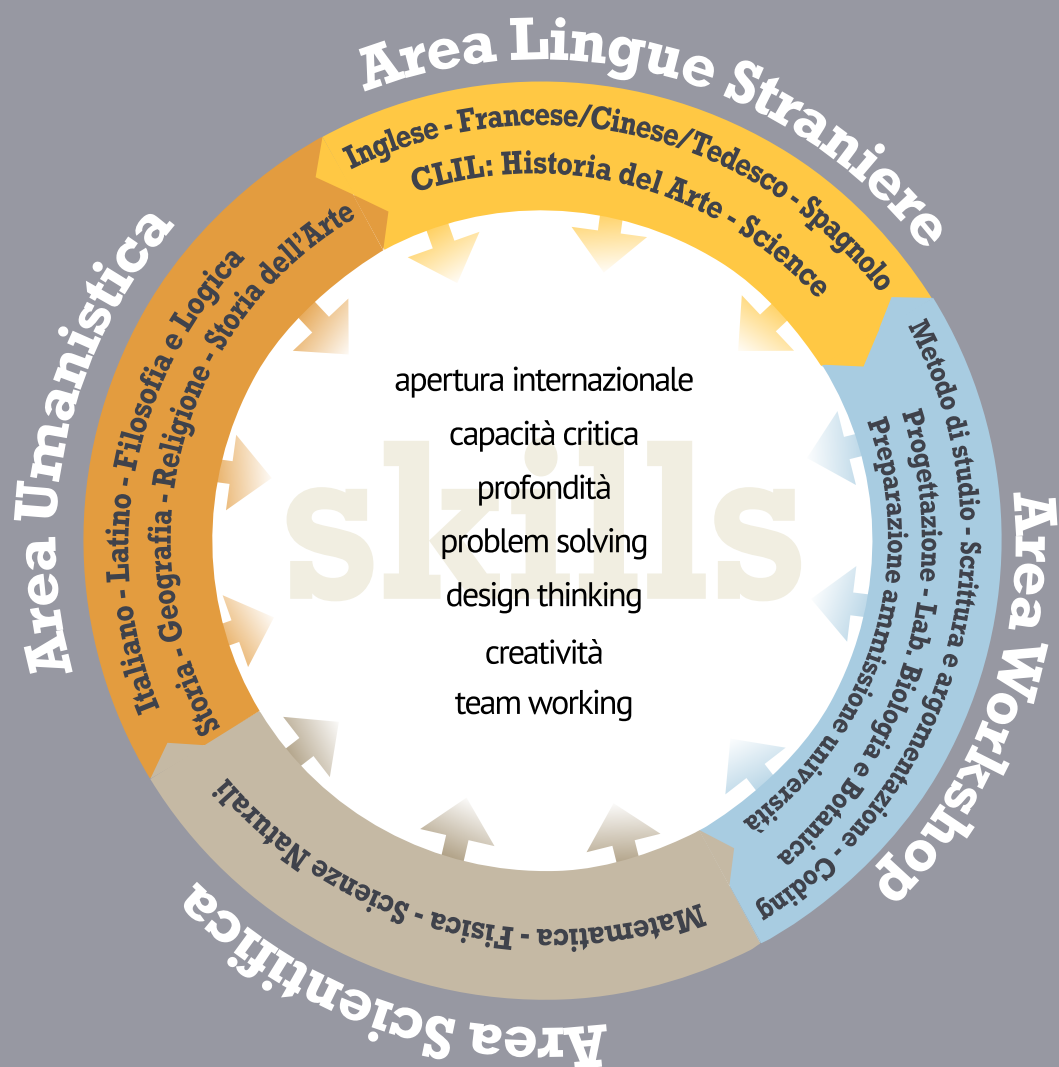 Area Lingue Straniere
Inglese - Francese/Cinese/Tedesco - Spagnolo
CLIL: Historia del Arte - Science
Area Workshop
Metodo di studio - Scrittura e argomentazione - Coding
Progettazione - Lab. Biologia e Botanica
Preparazione ammissione università
Area Scientifica
Matematica - Fisica - Scienze Naturali
Area Umanistica
Italiano - Latino - Filosofia e Logica
Storia - Geografia - Religione - Storia dell'Arte
skills
apertura internazionale
capacità critica
profondità
problem solving
design thinking
creatività
team working